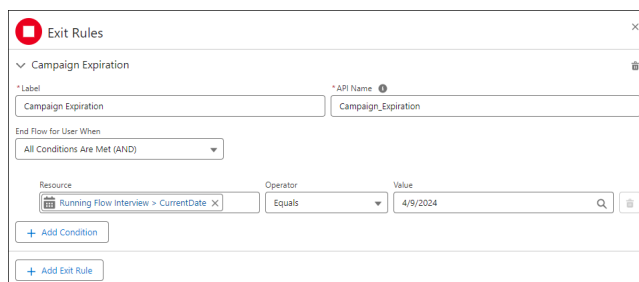 Exit Rules
Campaign Expiration
*Label
*API Name
Campaign Expiration
Campaign_Expiration
End Flow for User When
All Conditions Are Met (AND)
Resource
Operator
Value
Running Flow Interview > CurrentDate
Equals
4/9/2024
+ Add Condition
+ Add Exit Rule